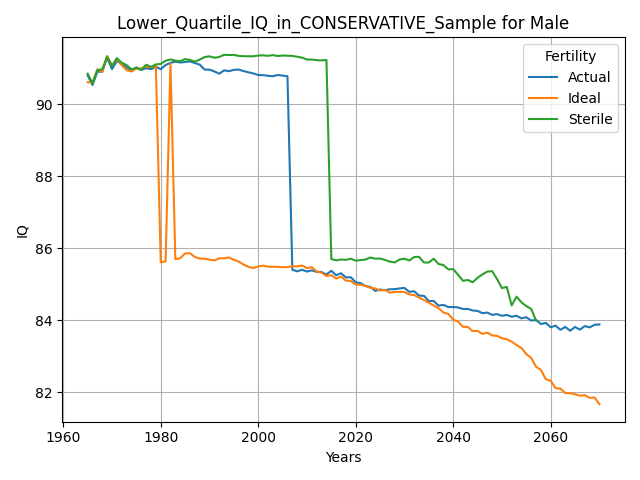 Lower_Quartile_IQ_in_CONSERVATIVE_Sample for Male
Fertility
Actual
Ideal
Sterile
IQ
90
88
86
84
82
1960
1980
2000
2020
2040
2060
Years